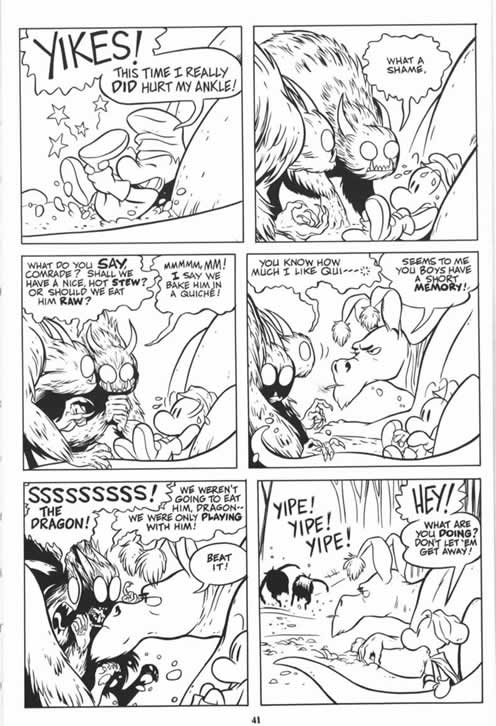 YIKES!
THIS TIME I REALLY
DID HURT MY ANKLE!
WHAT A
SHAME.
WHAT DO YOU SAY,
COMRADE? SHALL WE
HAVE A NICE, HOT STEW?
OR SHOULD WE EAT
HIM RAW?
MMMMM, MM!
I SAY WE
BAKE HIM IN
A QUICHE!
YOU KNOW HOW
MUCH I LIKE QUI----
SEEMS TO ME
YOU BOYS HAVE
A SHORT
MEMORY!
SSSSSSSSS!
THE
DRAGON!
WE WEREN'T
GOING TO EAT
HIM, DRAGON--
WE WERE ONLY PLAYING
WITH HIM!
BEAT
IT!
YIPE!
YIPE!
YIPE!
HEY!
WHAT ARE
YOU DOING?
DON'T LET 'EM
GET AWAY!
41